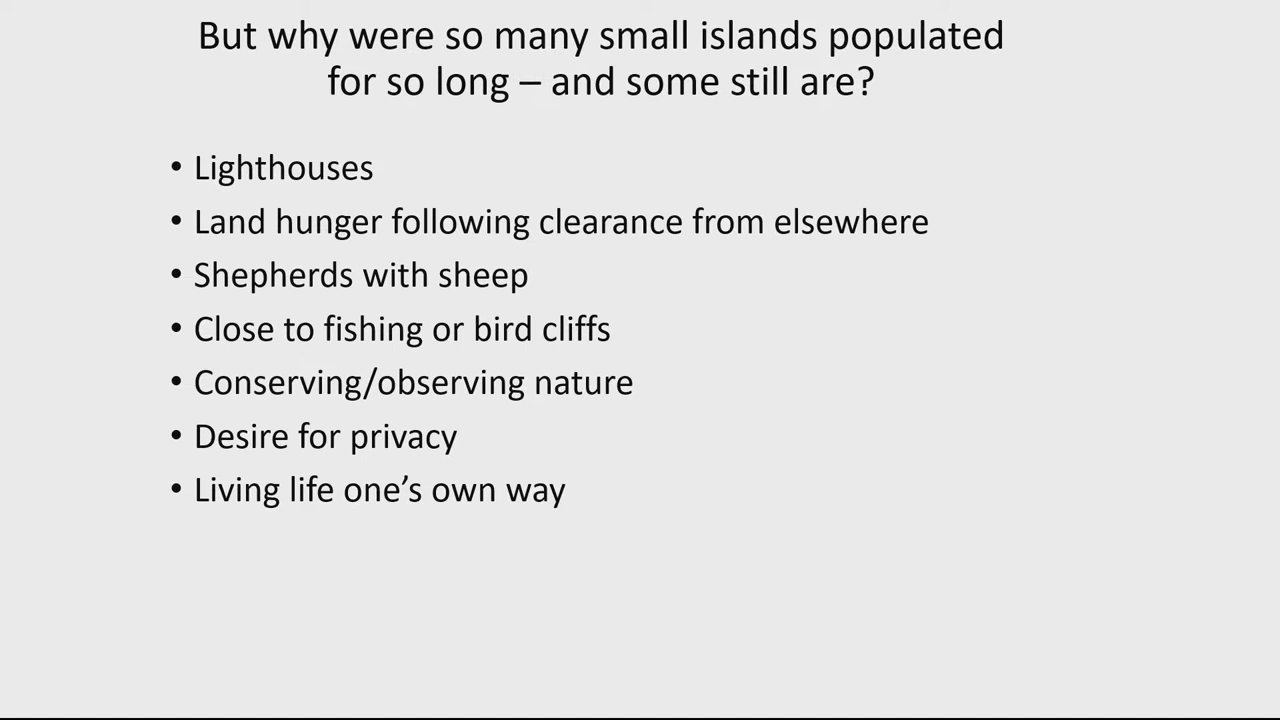 But why were so many small islands populated
for so long – and some still are?
• Lighthouses
• Land hunger following clearance from elsewhere
• Shepherds with sheep
• Close to fishing or bird cliffs
• Conserving/observing nature
• Desire for privacy
• Living life one’s own way